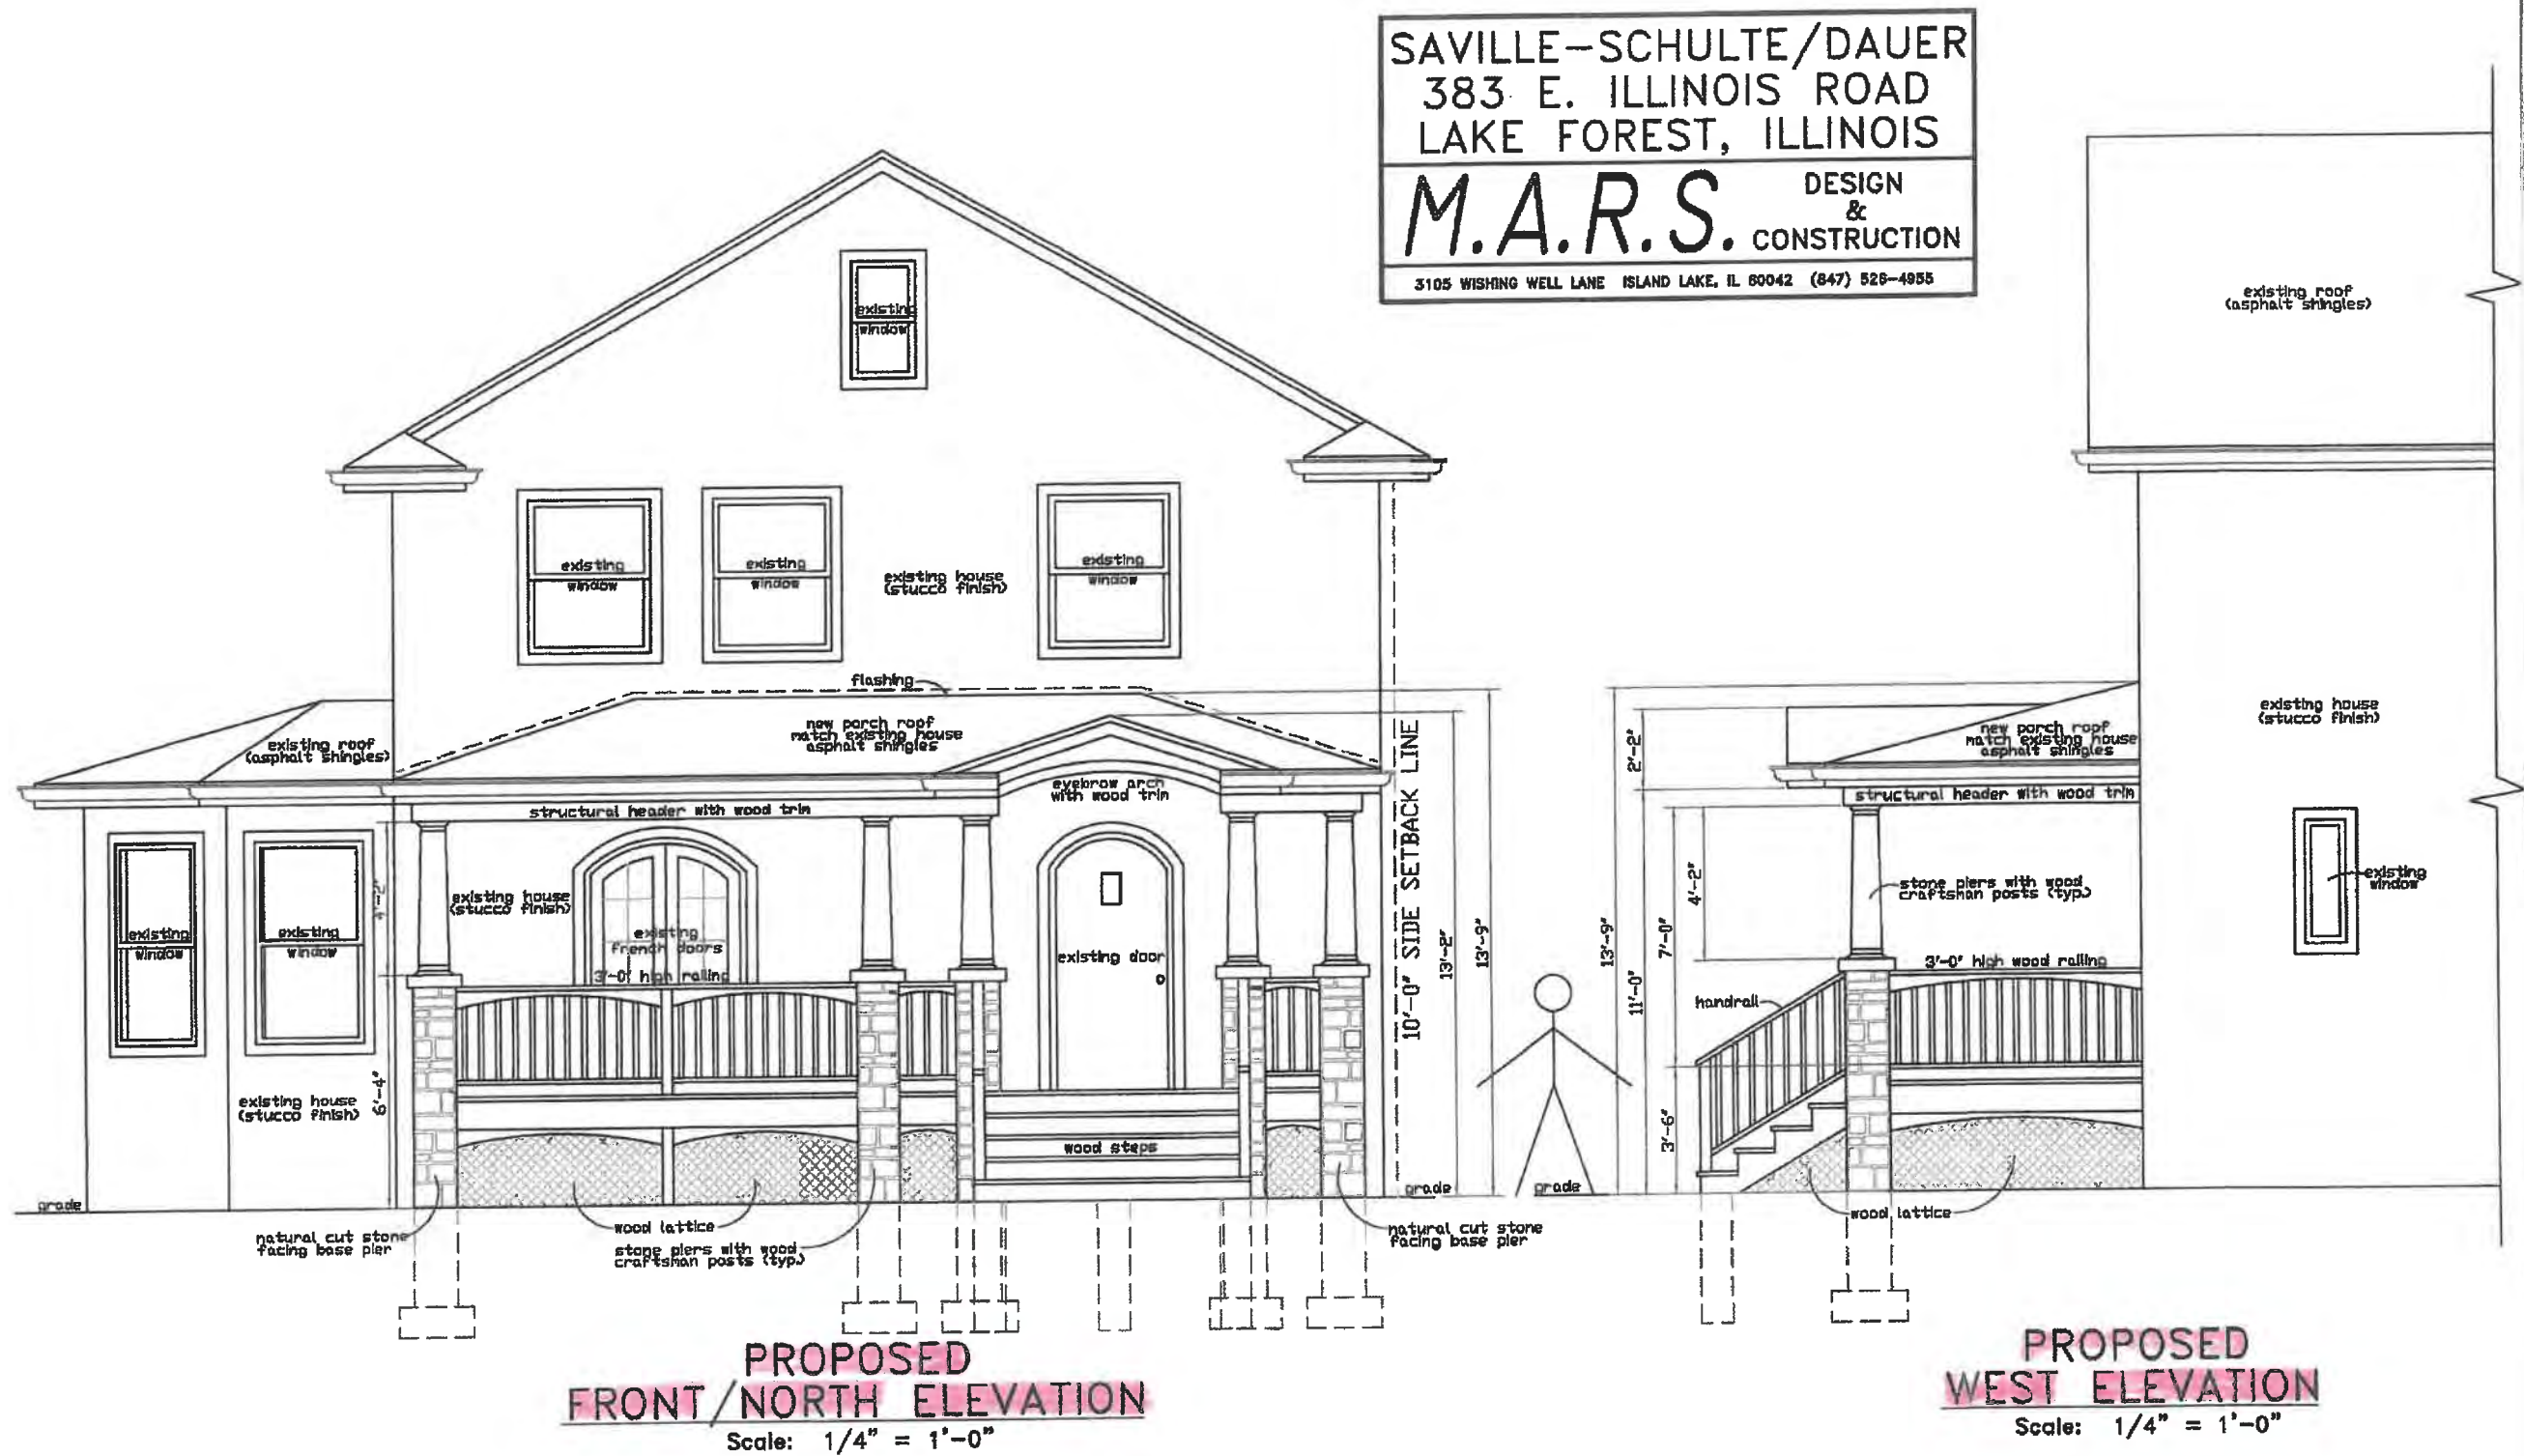 SAVILLE-SCHULTE/DAUER
383 E. ILLINOIS ROAD
LAKE FOREST, ILLINOIS
M.A.R.S. DESIGN
&
CONSTRUCTION
3105 WISHING WELL LANE ISLAND LAKE, IL 60042 (847) 526-4955
existing
window
existing
window
existing
window
existing house
(stucco finish)
existing
window
flashing
new porch roof
match existing house
asphalt shingles
existing roof
(asphalt shingles)
eyebrow arch
with wood trim
structural header with wood trim
existing
window
existing
window
existing house
(stucco finish)
4'-2"
existing house
(stucco finish)
existing
french doors
3'-0" high railing
existing door
6'-4"
wood steps
10'-0" SIDE SETBACK LINE
13'-2"
13'-9"
grade
grade
grade
natural cut stone
facing base pier
wood lattice
stone piers with wood
craftsman posts (typ.)
natural cut stone
facing base pier
PROPOSED
FRONT/NORTH ELEVATION
Scale: 1/4" = 1'-0"
existing roof
(asphalt shingles)
existing house
(stucco finish)
new porch roof
match existing house
asphalt shingles
structural header with wood trim
2'-2"
13'-9"
11'-0"
7'-0"
4'-2"
3'-6"
stone piers with wood
craftsman posts (typ.)
existing
window
3'-0" high wood railing
handrail
wood lattice
PROPOSED
WEST ELEVATION
Scale: 1/4" = 1'-0"